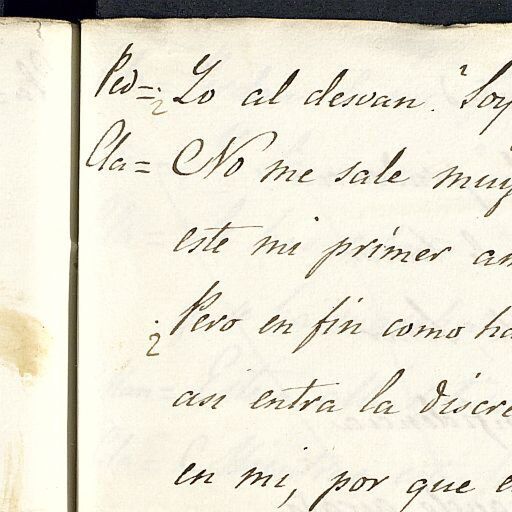 Ped= ¿Yo al desvan? Soy
Cla= No me sale muy
este mi primer am
¿Pero en fin como ha
asi entra la discre
en mi, por que e